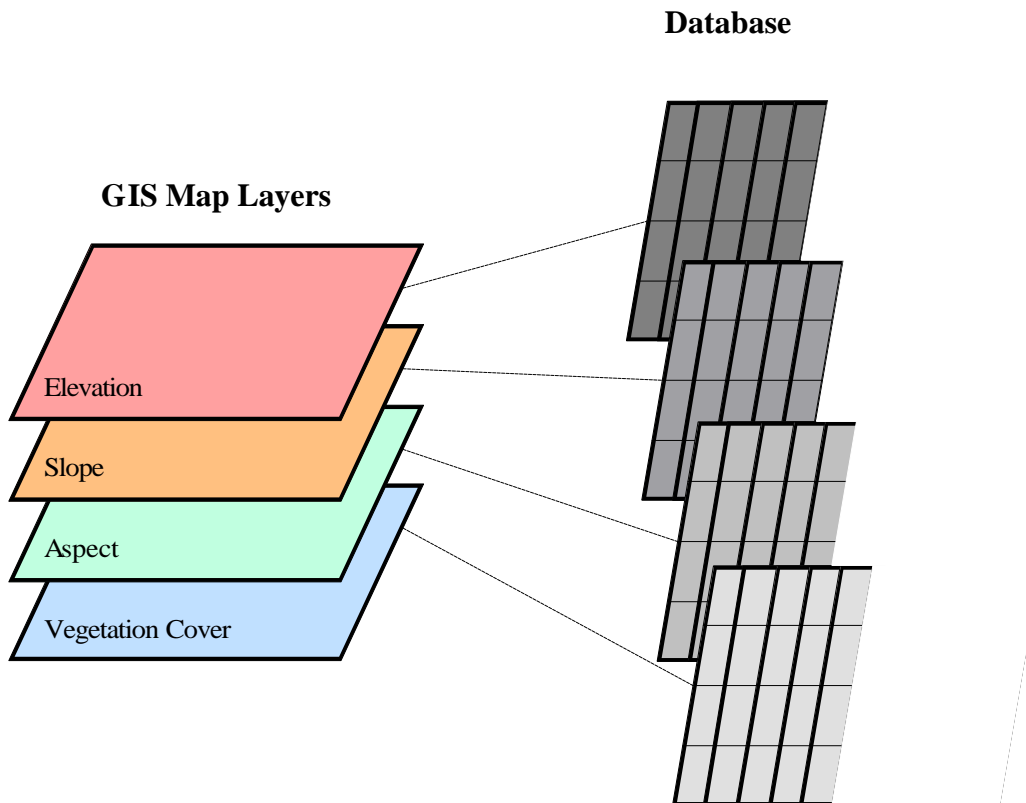 Database
GIS Map Layers
Elevation
Slope
Aspect
Vegetation Cover